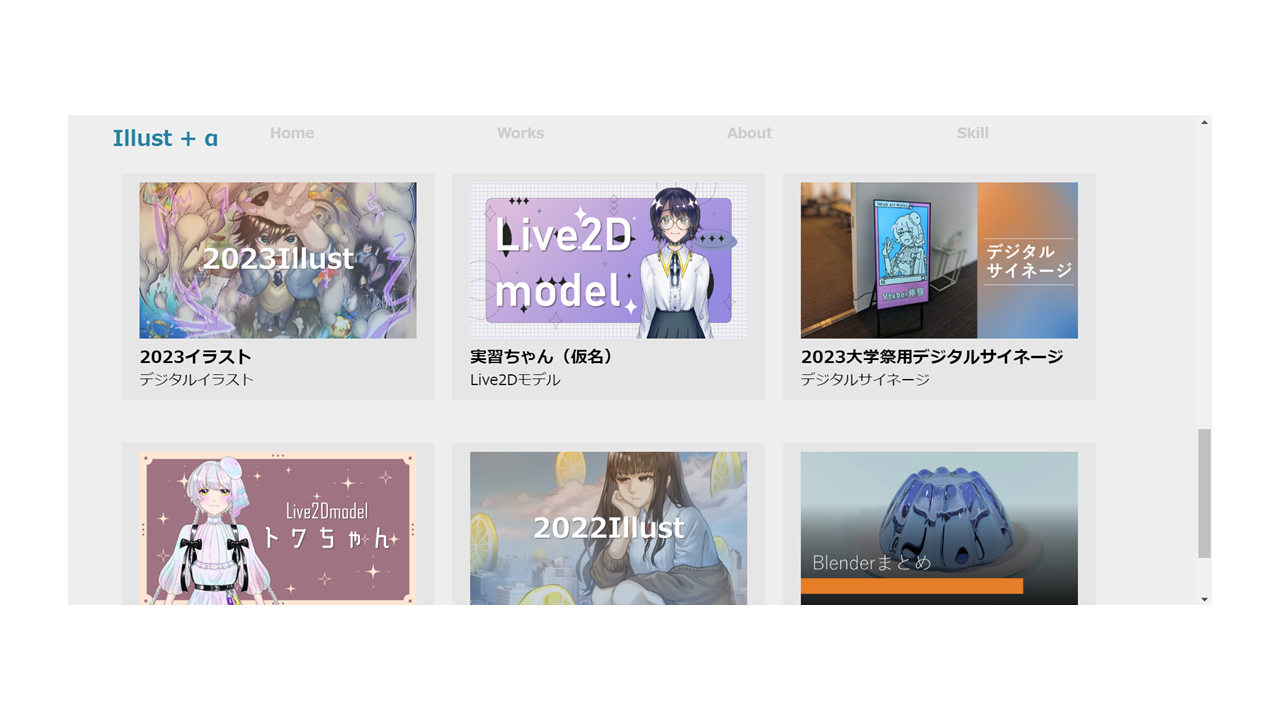 Illust + α
Home
Works
About
Skill
2023Illust
2023イラスト
デジタルイラスト
Live2D
model
実習ちゃん（仮名）
Live2Dモデル
Vtuber体験
デジタル
サイネージ
2023大学祭用デジタルサイネージ
デジタルサイネージ
Live2Dmodel
トワちゃん
2022Illust
Blenderまとめ